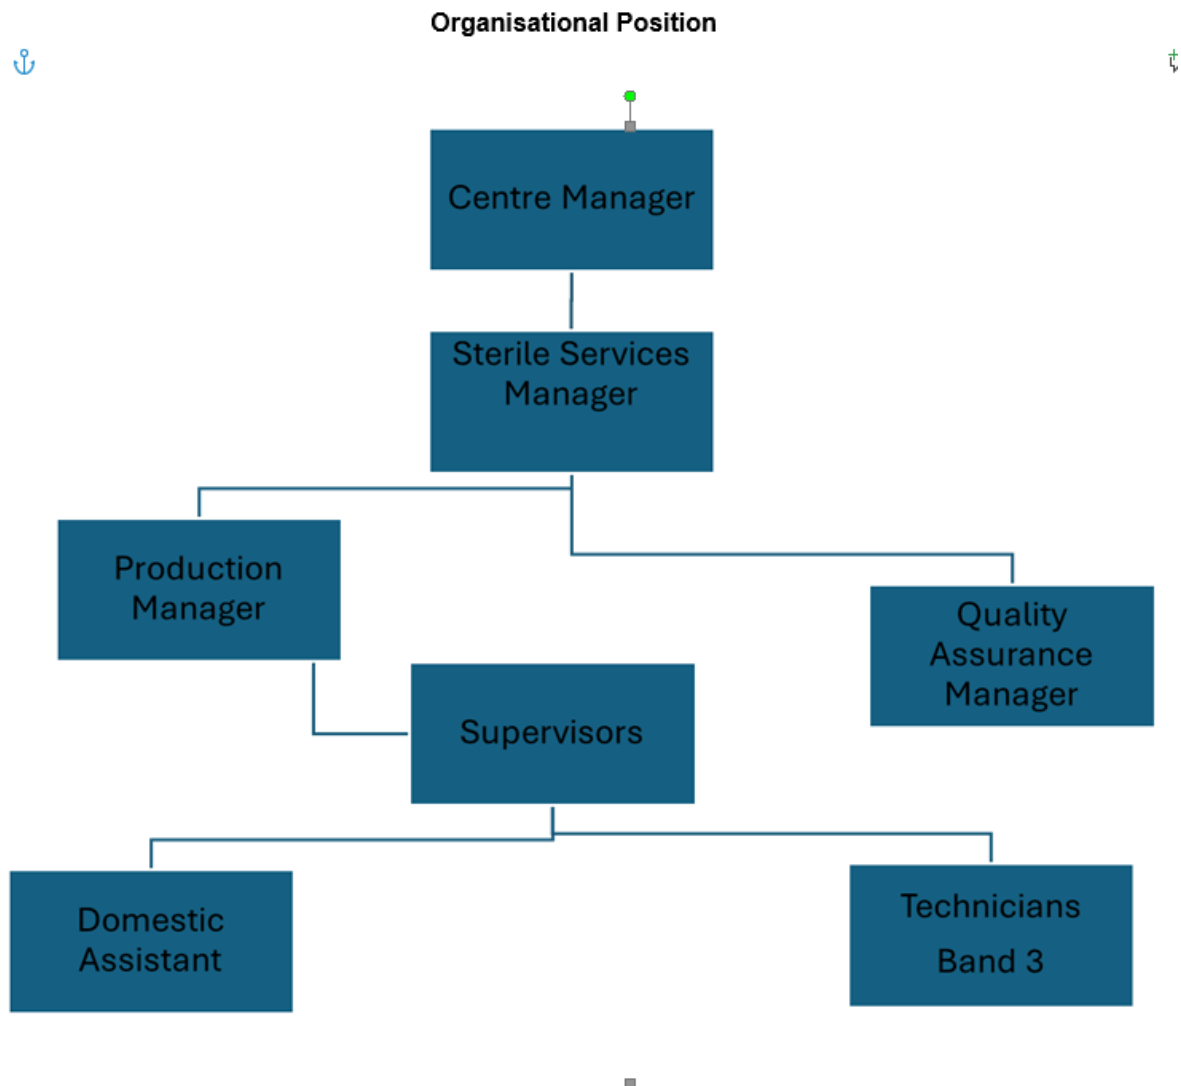 Organisational Position
Centre Manager
Sterile Services
Manager
Production
Manager
Quality
Assurance
Manager
Supervisors
Domestic
Assistant
Technicians
Band 3